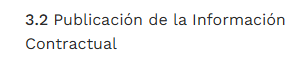 3.2 Publicación de la Información
Contractual